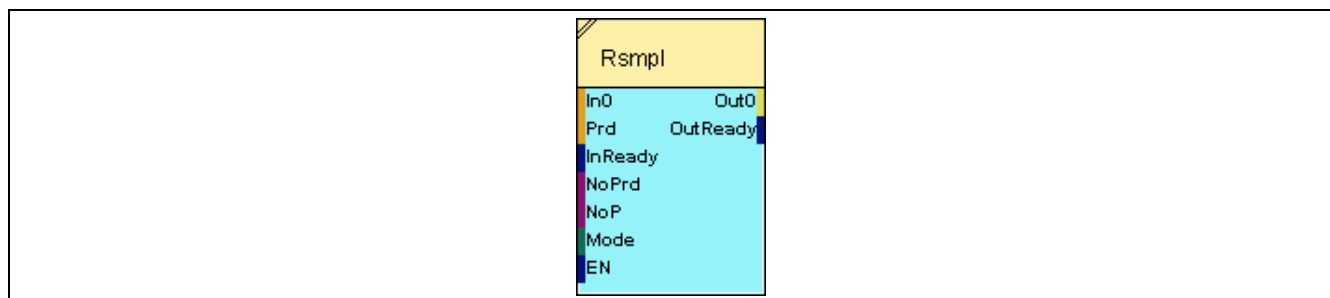 Rsmpl
In0 Out0
Prd OutReady
InReady
NoPrd
NoP
Mode
EN